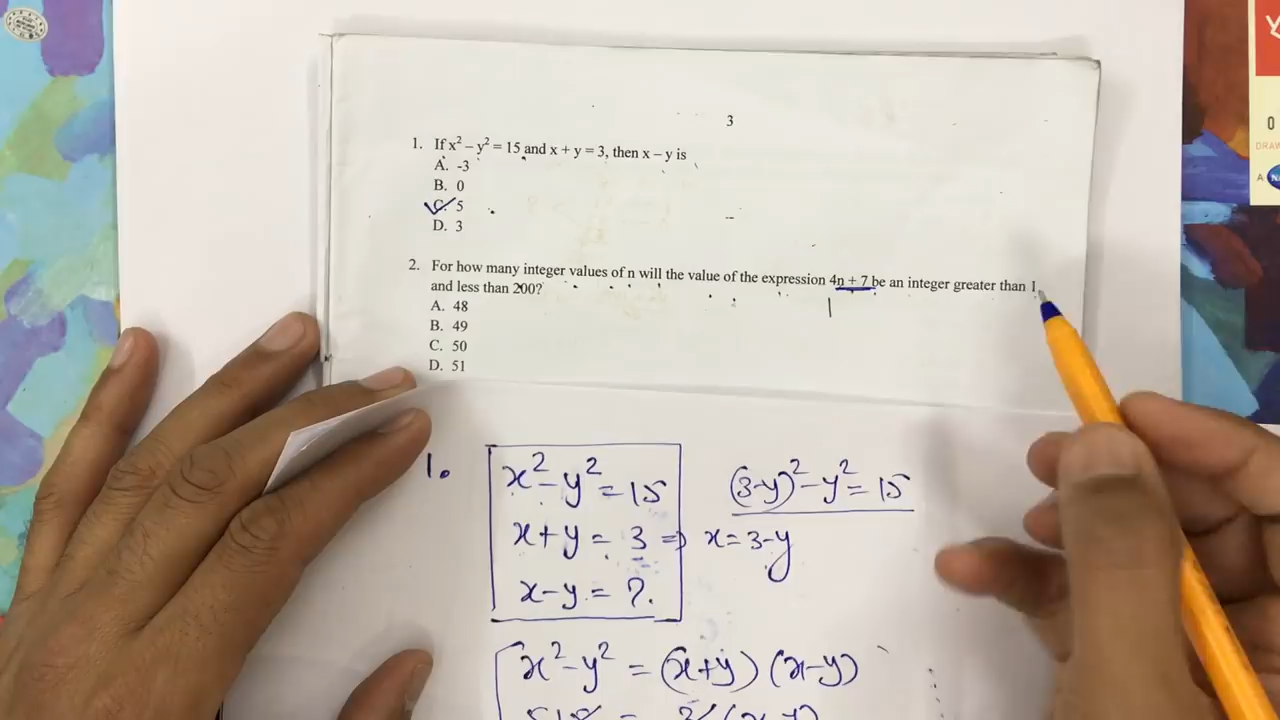 3
1. If x² – y² = 15 and x + y = 3, then x – y is
A. -3
B. 0
C. 5
D. 3
2. For how many integer values of n will the value of the expression 4n + 7 be an integer greater than 1
and less than 200?
A. 48
B. 49
C. 50
D. 51
1. x² - y² = 15 (3-y)² - y² = 15
x + y = 3 ⇒ x = 3-y
x - y = ?.
x² - y² = (x+y) (x-y)